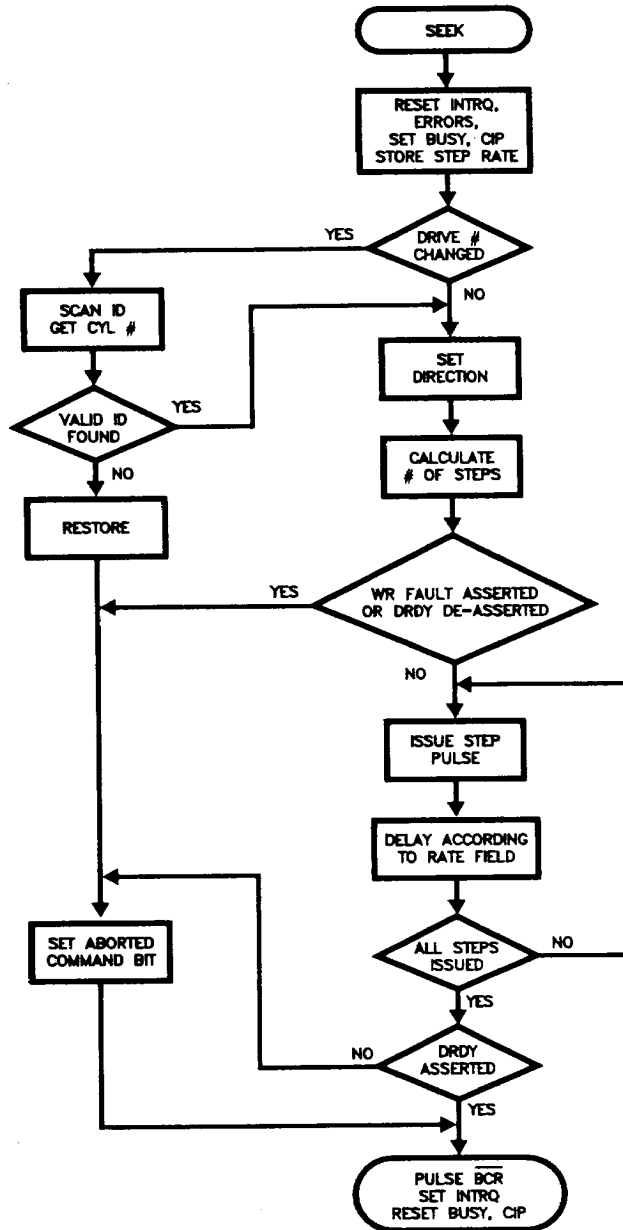 SEEK
RESET INTRQ,
ERRORS,
SET BUSY, CIP
STORE STEP RATE
YES
DRIVE #
CHANGED
NO
SCAN ID
GET CYL #
SET
DIRECTION
VALID ID
FOUND
YES
NO
CALCULATE
# OF STEPS
RESTORE
YES
WR FAULT ASSERTED
OR DRDY DE-ASSERTED
NO
ISSUE STEP
PULSE
DELAY ACCORDING
TO RATE FIELD
SET ABORTED
COMMAND BIT
ALL STEPS
ISSUED
NO
YES
NO
DRDY
ASSERTED
YES
PULSE B̅C̅R̅
SET INTRQ
RESET BUSY, CIP